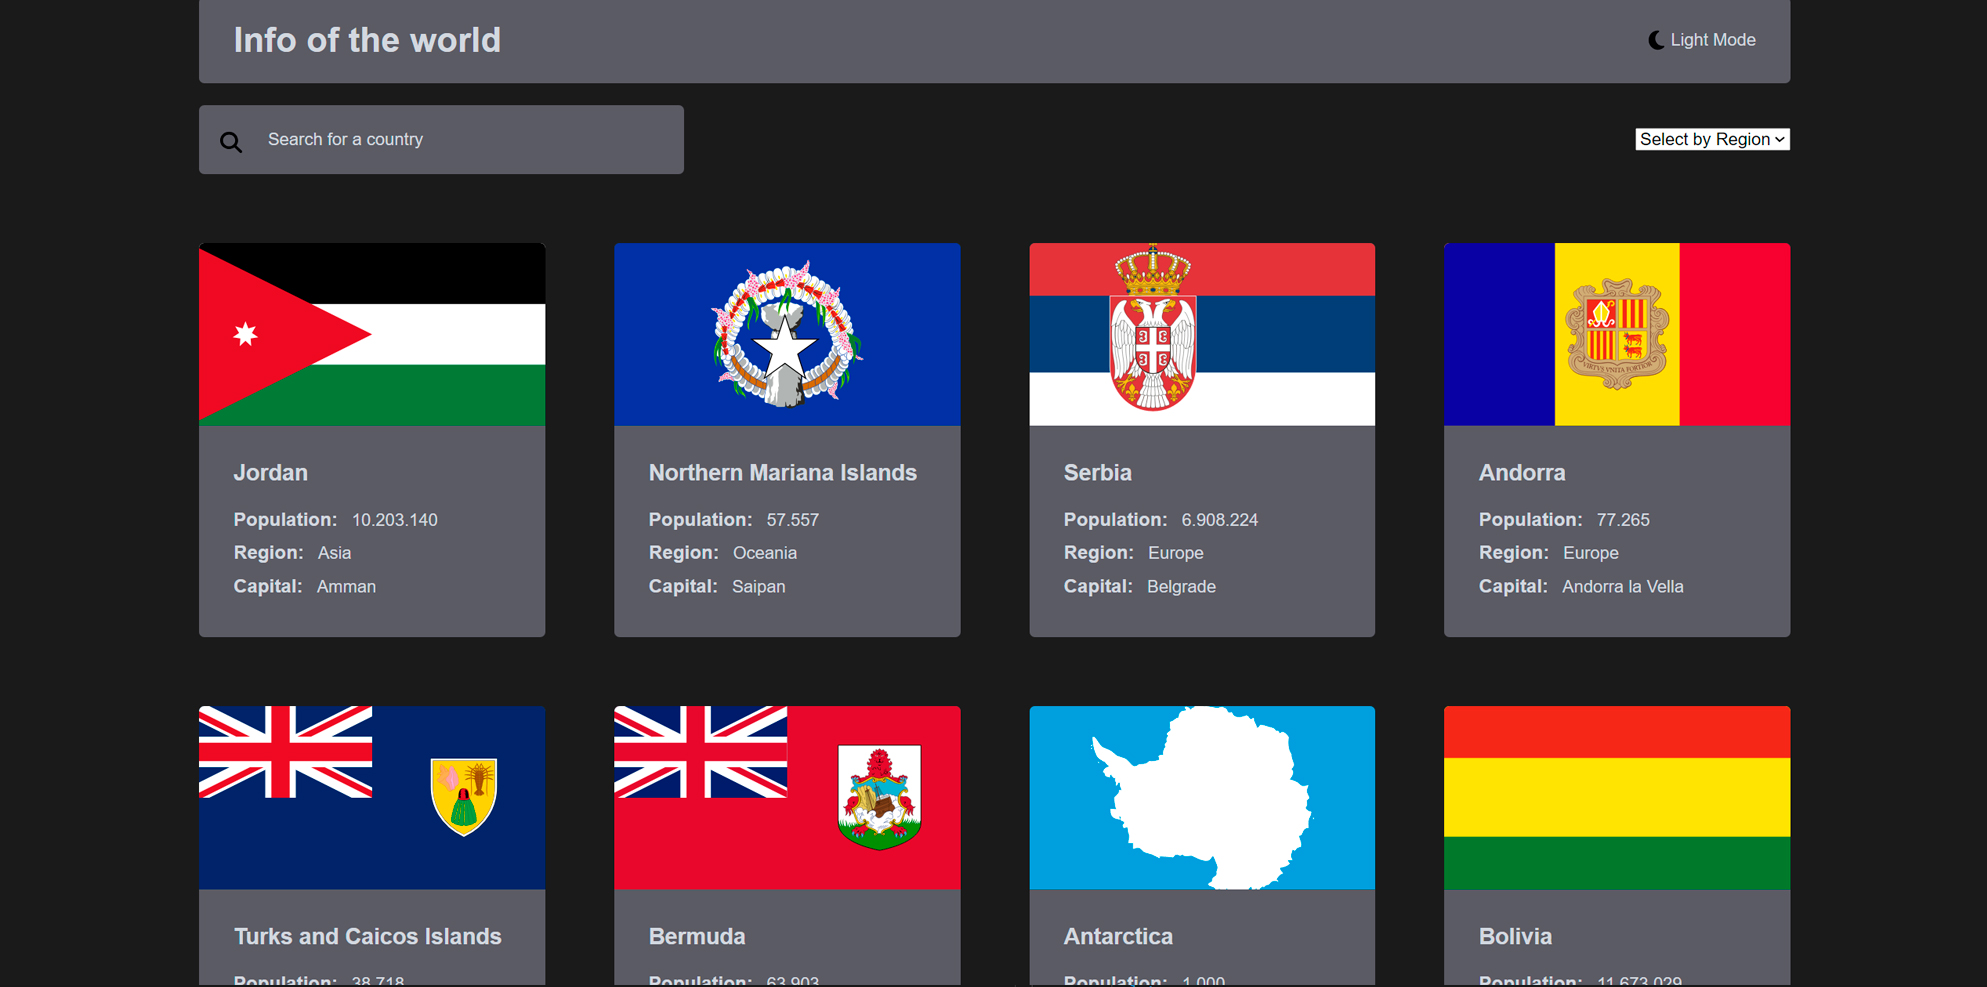 Info of the world
Light Mode
Search for a country
Select by Region
Jordan
Population: 10.203.140
Region: Asia
Capital: Amman
Northern Mariana Islands
Population: 57.557
Region: Oceania
Capital: Saipan
Serbia
Population: 6.908.224
Region: Europe
Capital: Belgrade
VIRTVS VNITA FORTIOR
Andorra
Population: 77.265
Region: Europe
Capital: Andorra la Vella
Turks and Caicos Islands
Population: 38.718
Bermuda
Population: 63.903
Antarctica
Population: 1.000
Bolivia
Population: 11.673.029